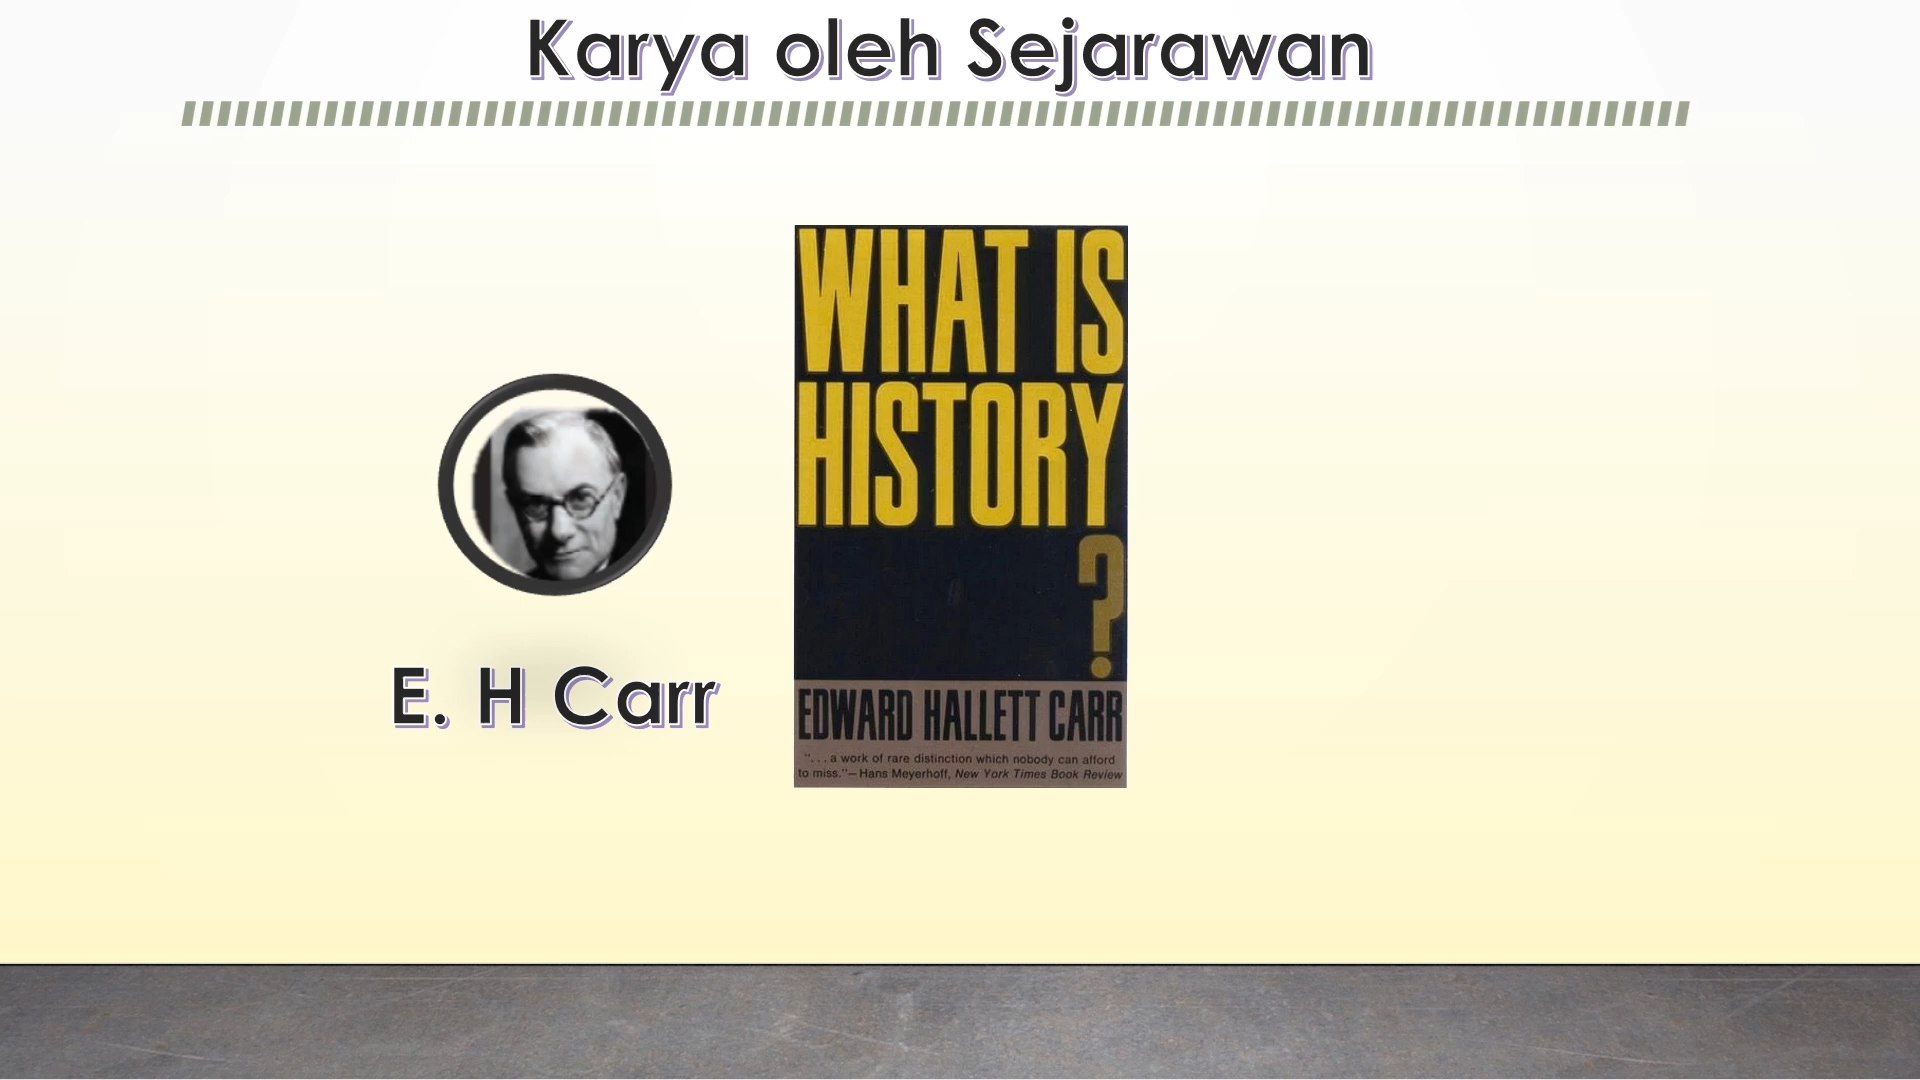 Karya oleh Sejarawan
WHAT IS
HISTORY
?
EDWARD HALLETT CARR
"... a work of rare distinction which nobody can afford
to miss."—Hans Meyerhoff, New York Times Book Review
E. H Carr